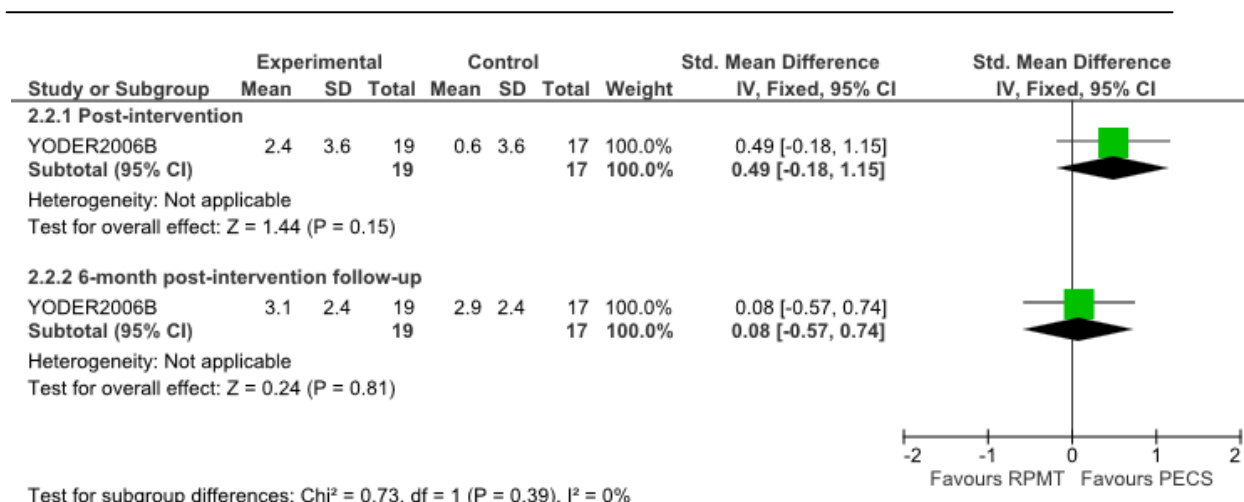 Experimental Control Std. Mean Difference Std. Mean Difference
Study or Subgroup Mean SD Total Mean SD Total Weight IV, Fixed, 95% CI IV, Fixed, 95% CI
2.2.1 Post-intervention
YODER2006B 2.4 3.6 19 0.6 3.6 17 100.0% 0.49 [-0.18, 1.15]
Subtotal (95% CI) 19 17 100.0% 0.49 [-0.18, 1.15]
Heterogeneity: Not applicable
Test for overall effect: Z = 1.44 (P = 0.15)
2.2.2 6-month post-intervention follow-up
YODER2006B 3.1 2.4 19 2.9 2.4 17 100.0% 0.08 [-0.57, 0.74]
Subtotal (95% CI) 19 17 100.0% 0.08 [-0.57, 0.74]
Heterogeneity: Not applicable
Test for overall effect: Z = 0.24 (P = 0.81)
-2 -1 0 1 2
Favours RPMT Favours PECS
Test for subgroup differences: Chi² = 0.73, df = 1 (P = 0.39), I² = 0%